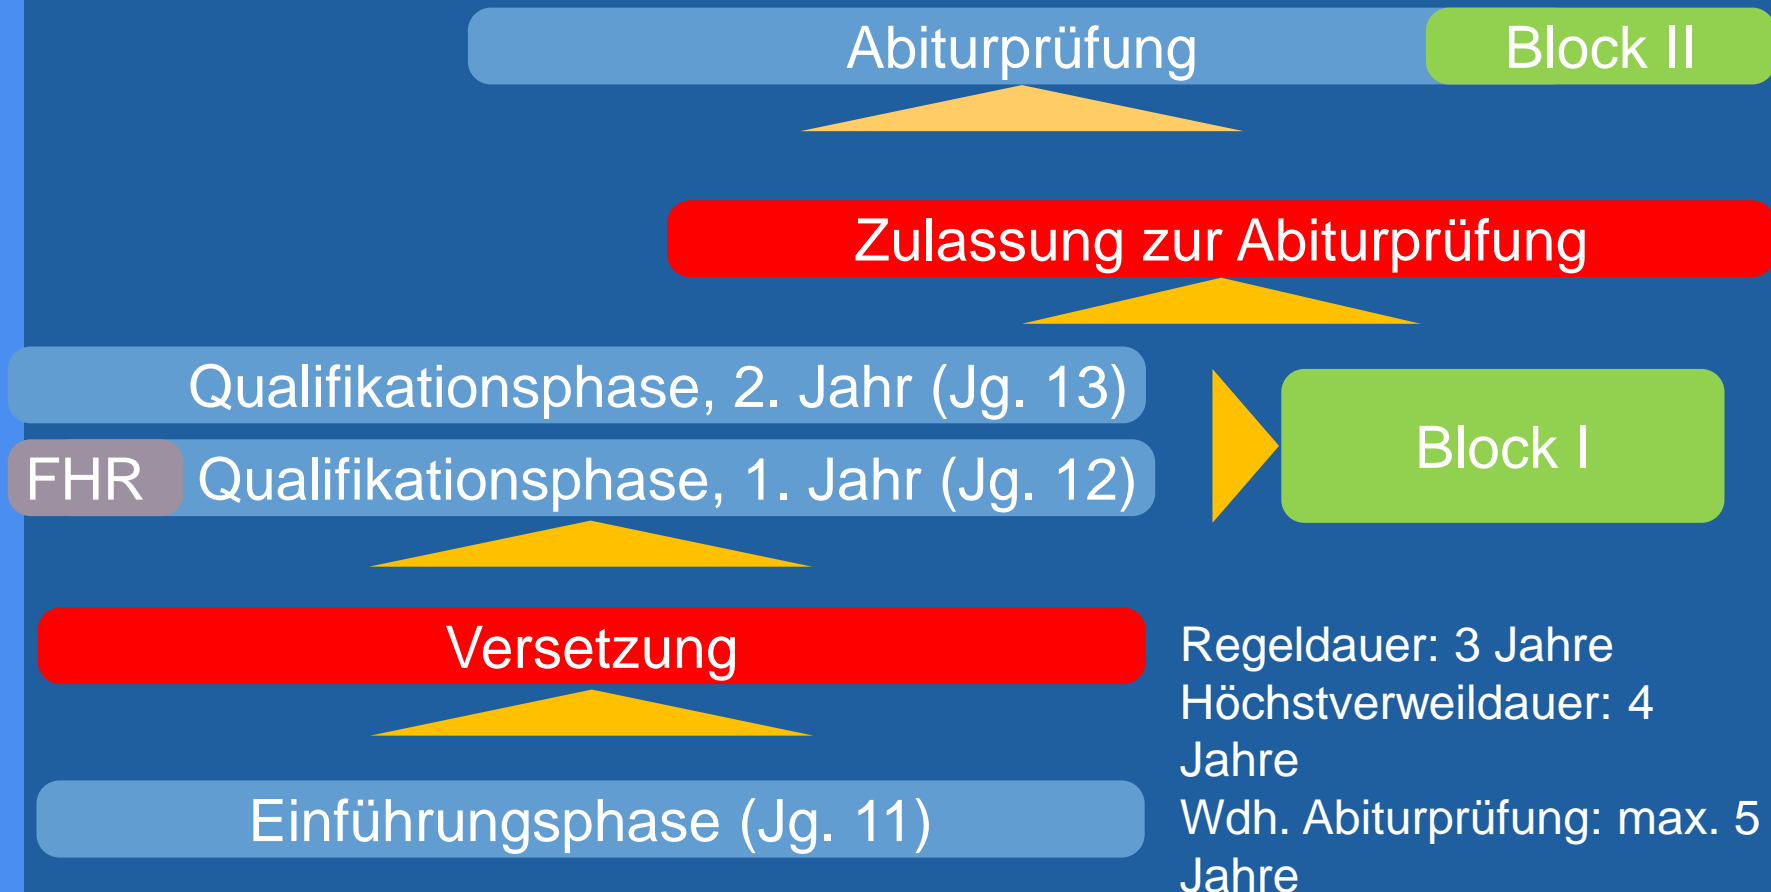 Abiturprüfung
Block II
Zulassung zur Abiturprüfung
Qualifikationsphase, 2. Jahr (Jg. 13)
FHR
Qualifikationsphase, 1. Jahr (Jg. 12)
Block I
Versetzung
Regeldauer: 3 Jahre
Höchstverweildauer: 4
Jahre
Wdh. Abiturprüfung: max. 5
Jahre
Einführungsphase (Jg. 11)